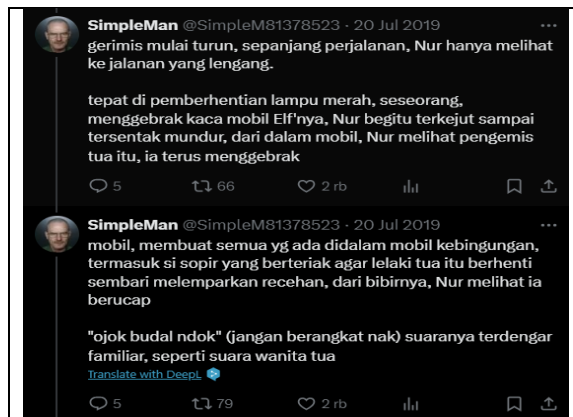 SimpleMan @SimpleM81378523 · 20 Jul 2019
gerimis mulai turun, sepanjang perjalanan, Nur hanya melihat
ke jalanan yang lengang.
tepat di pemberhentian lampu merah, seseorang,
menggebrak kaca mobil Elf'nya, Nur begitu terkejut sampai
tersentak mundur, dari dalam mobil, Nur melihat pengemis
tua itu, ia terus menggebrak
5 66 2 rb
SimpleMan @SimpleM81378523 · 20 Jul 2019
mobil, membuat semua yg ada didalam mobil kebingungan,
termasuk si sopir yang berteriak agar lelaki tua itu berhenti
sembari melemparkan recehan, dari bibirnya, Nur melihat ia
berucap
"ojok budal ndok" (jangan berangkat nak) suaranya terdengar
familiar, seperti suara wanita tua
Translate with DeepL
5 79 2 rb